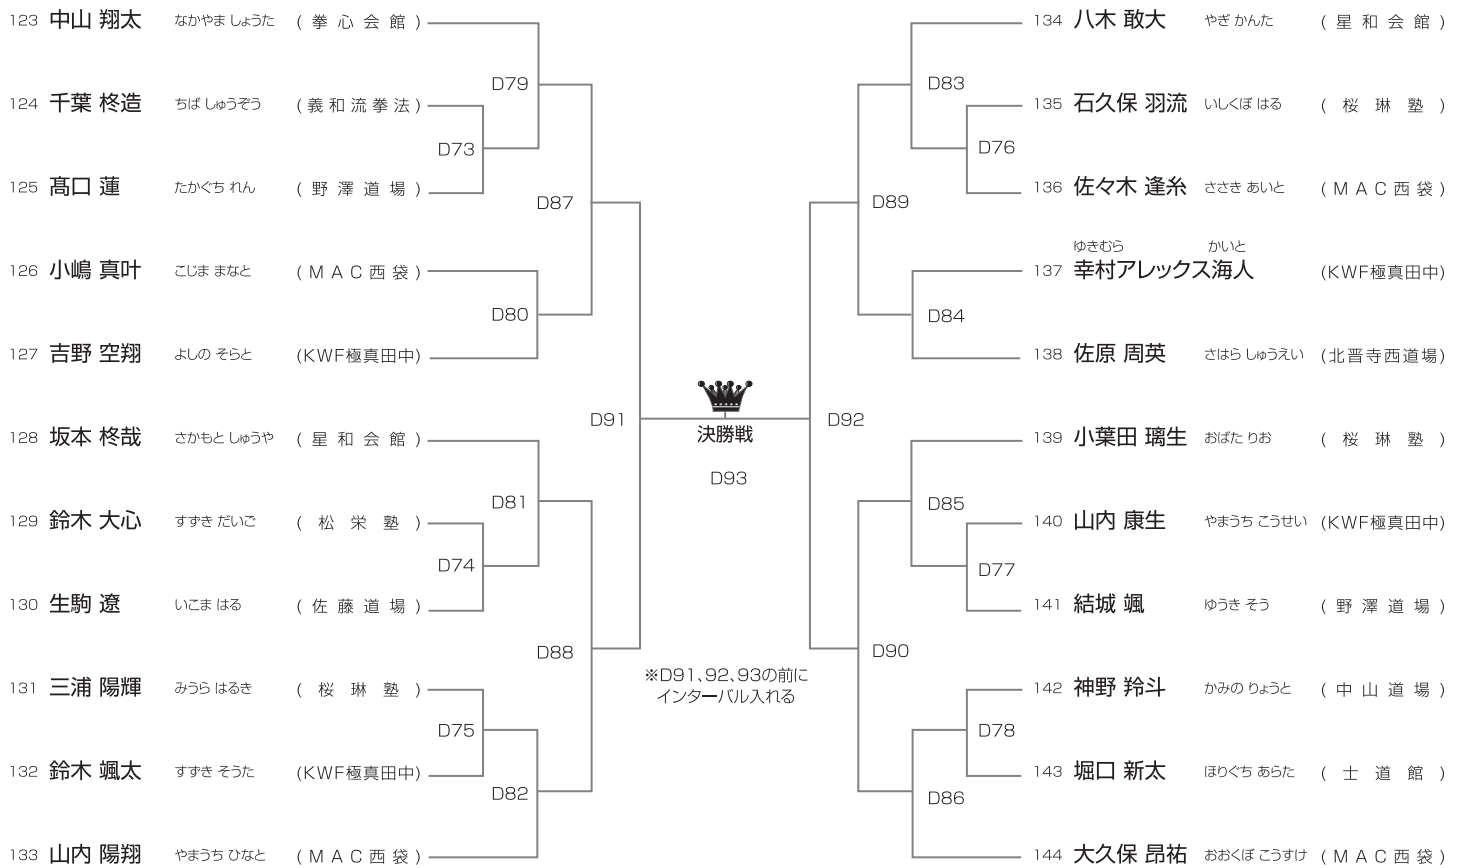 123 中山 翔太 なかやま しょうた (拳心会館)
D79
124 千葉 柊造 ちば しゅうぞう (義和流拳法)
D73
125 髙口 蓮 たかぐち れん (野澤道場)
D87
126 小嶋 真叶 こじま まなと (MAC西袋)
D80
127 吉野 空翔 よしの そらと (KWF極真田中)
D91
128 坂本 柊哉 さかもと しゅうや (星和会館)
D81
129 鈴木 大心 すずき だいご (松栄塾)
D74
130 生駒 遼 いこま はる (佐藤道場)
D88
131 三浦 陽輝 みうら はるき (桜琳塾)
D75
132 鈴木 颯太 すずき そうた (KWF極真田中)
D82
133 山内 陽翔 やまうち ひなと (MAC西袋)
決勝戦
D93
※D91、92、93の前に
インターバル入れる
134 八木 敢大 やぎ かんた (星和会館)
D83
135 石久保 羽流 いしくぼ はる (桜琳塾)
D76
136 佐々木 逢糸 ささき あいと (MAC西袋)
D89
ゆきむら かいと
137 幸村アレックス海人 (KWF極真田中)
D84
138 佐原 周英 さはら しゅうえい (北晋寺西道場)
D92
139 小葉田 璃生 おばた りお (桜琳塾)
D85
140 山内 康生 やまうち こうせい (KWF極真田中)
D77
141 結城 颯 ゆうき そう (野澤道場)
D90
142 神野 羚斗 かみの りょうと (中山道場)
D78
143 堀口 新太 ほりぐち あらた (士道館)
D86
144 大久保 昂祐 おおくぼ こうすけ (MAC西袋)